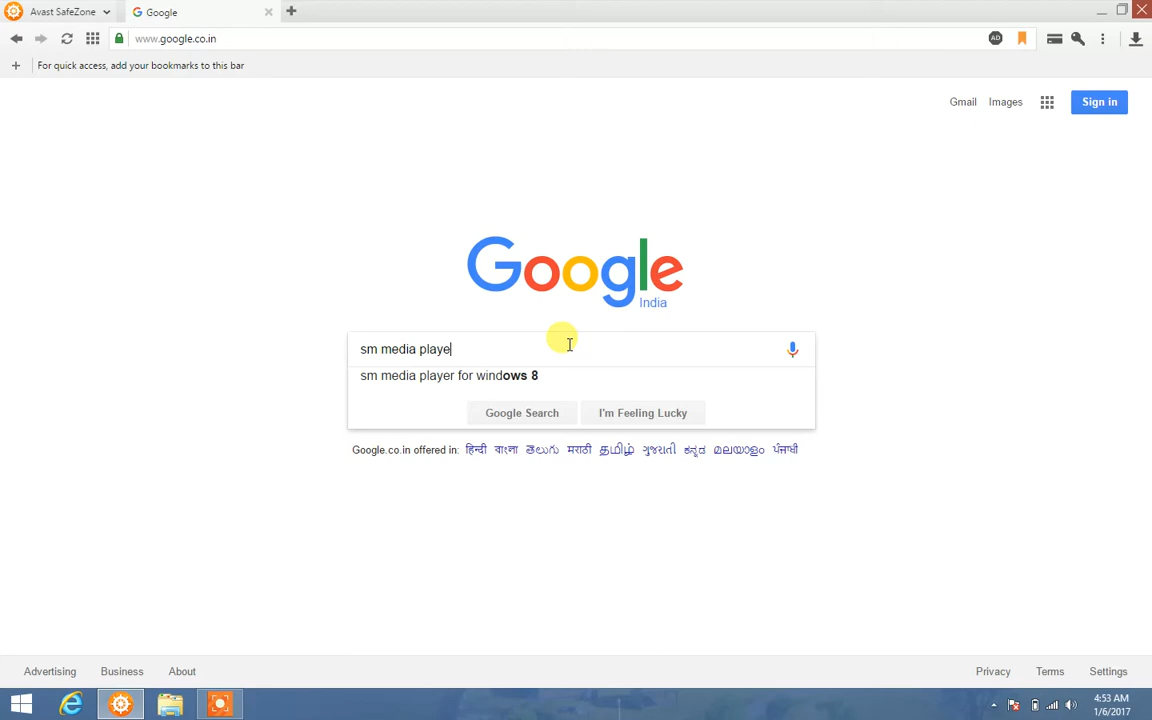 Avast SafeZone
Google
www.google.co.in
AD
For quick access, add your bookmarks to this bar
Gmail Images Sign in
Google
India
sm media playe
sm media player for windows 8
Google Search I'm Feeling Lucky
Google.co.in offered in: हिन्दी বাংলা తెలుగు मराठी தமிழ் ગુજરાતી ಕನ್ನಡ മലയാളം ਪੰਜਾਬੀ
Advertising Business About Privacy Terms Settings
4:53 AM
1/6/2017